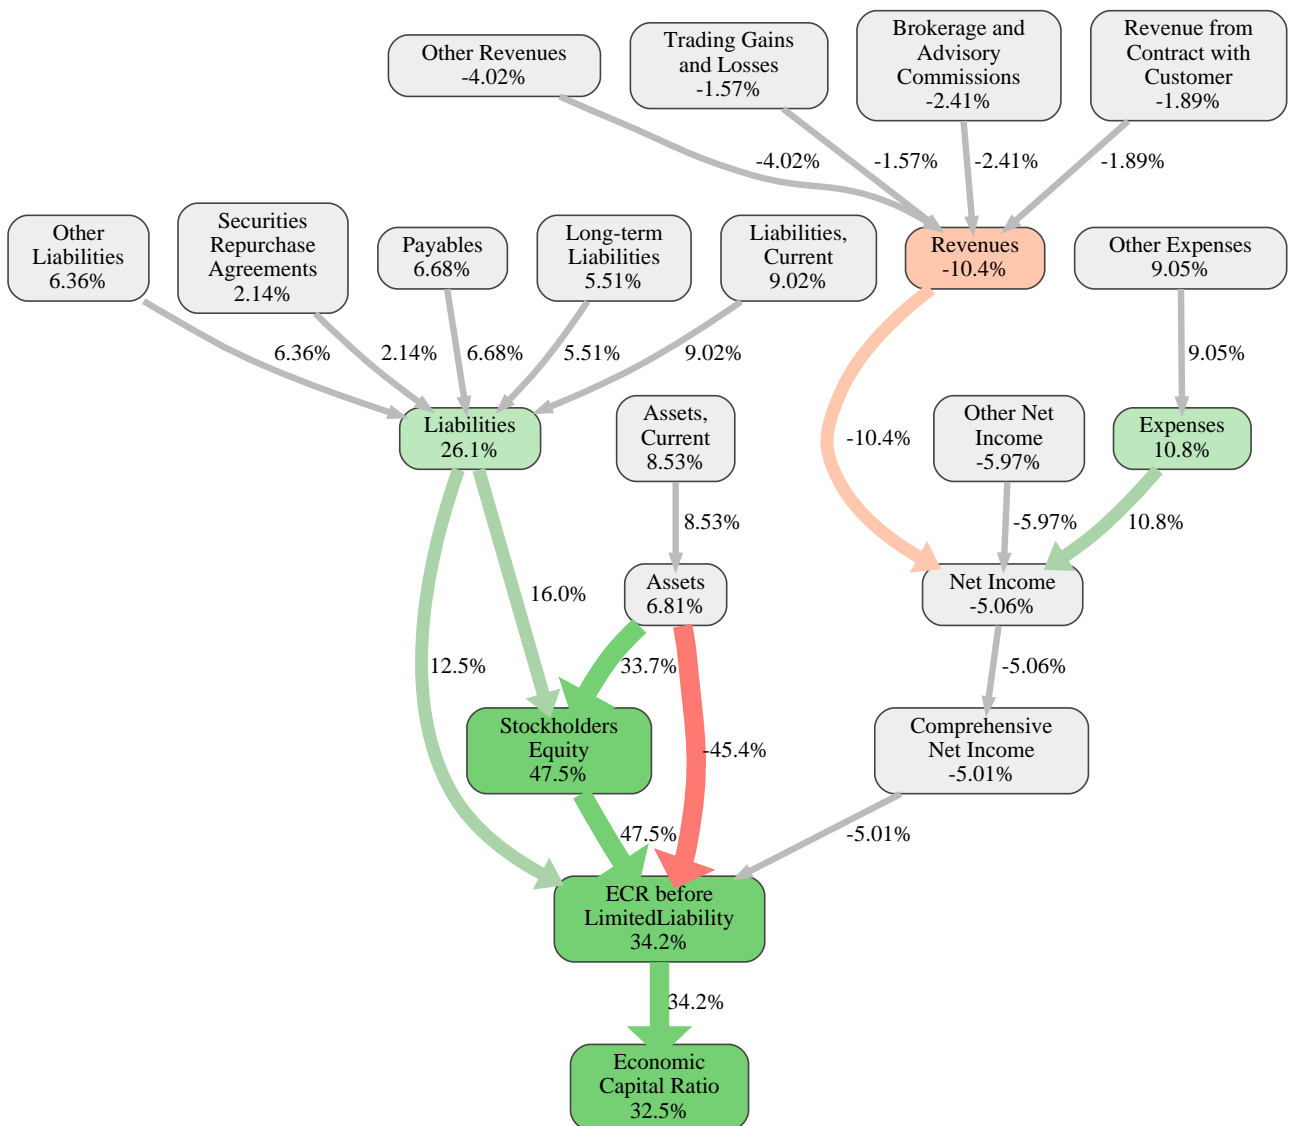 Other Revenues
-4.02%
Trading Gains
and Losses
-1.57%
Brokerage and
Advisory
Commissions
-2.41%
Revenue from
Contract with
Customer
-1.89%
-4.02%
-1.57%
-2.41%
-1.89%
Other
Liabilities
6.36%
Securities
Repurchase
Agreements
2.14%
Payables
6.68%
Long-term
Liabilities
5.51%
Liabilities,
Current
9.02%
Revenues
-10.4%
Other Expenses
9.05%
6.36%
2.14%
6.68%
5.51%
9.02%
9.05%
Liabilities
26.1%
Assets,
Current
8.53%
-10.4%
Other Net
Income
-5.97%
Expenses
10.8%
8.53%
-5.97%
10.8%
16.0%
Assets
6.81%
Net Income
-5.06%
12.5%
33.7%
-5.06%
Stockholders
Equity
47.5%
-45.4%
Comprehensive
Net Income
-5.01%
47.5%
-5.01%
ECR before
LimitedLiability
34.2%
34.2%
Economic
Capital Ratio
32.5%